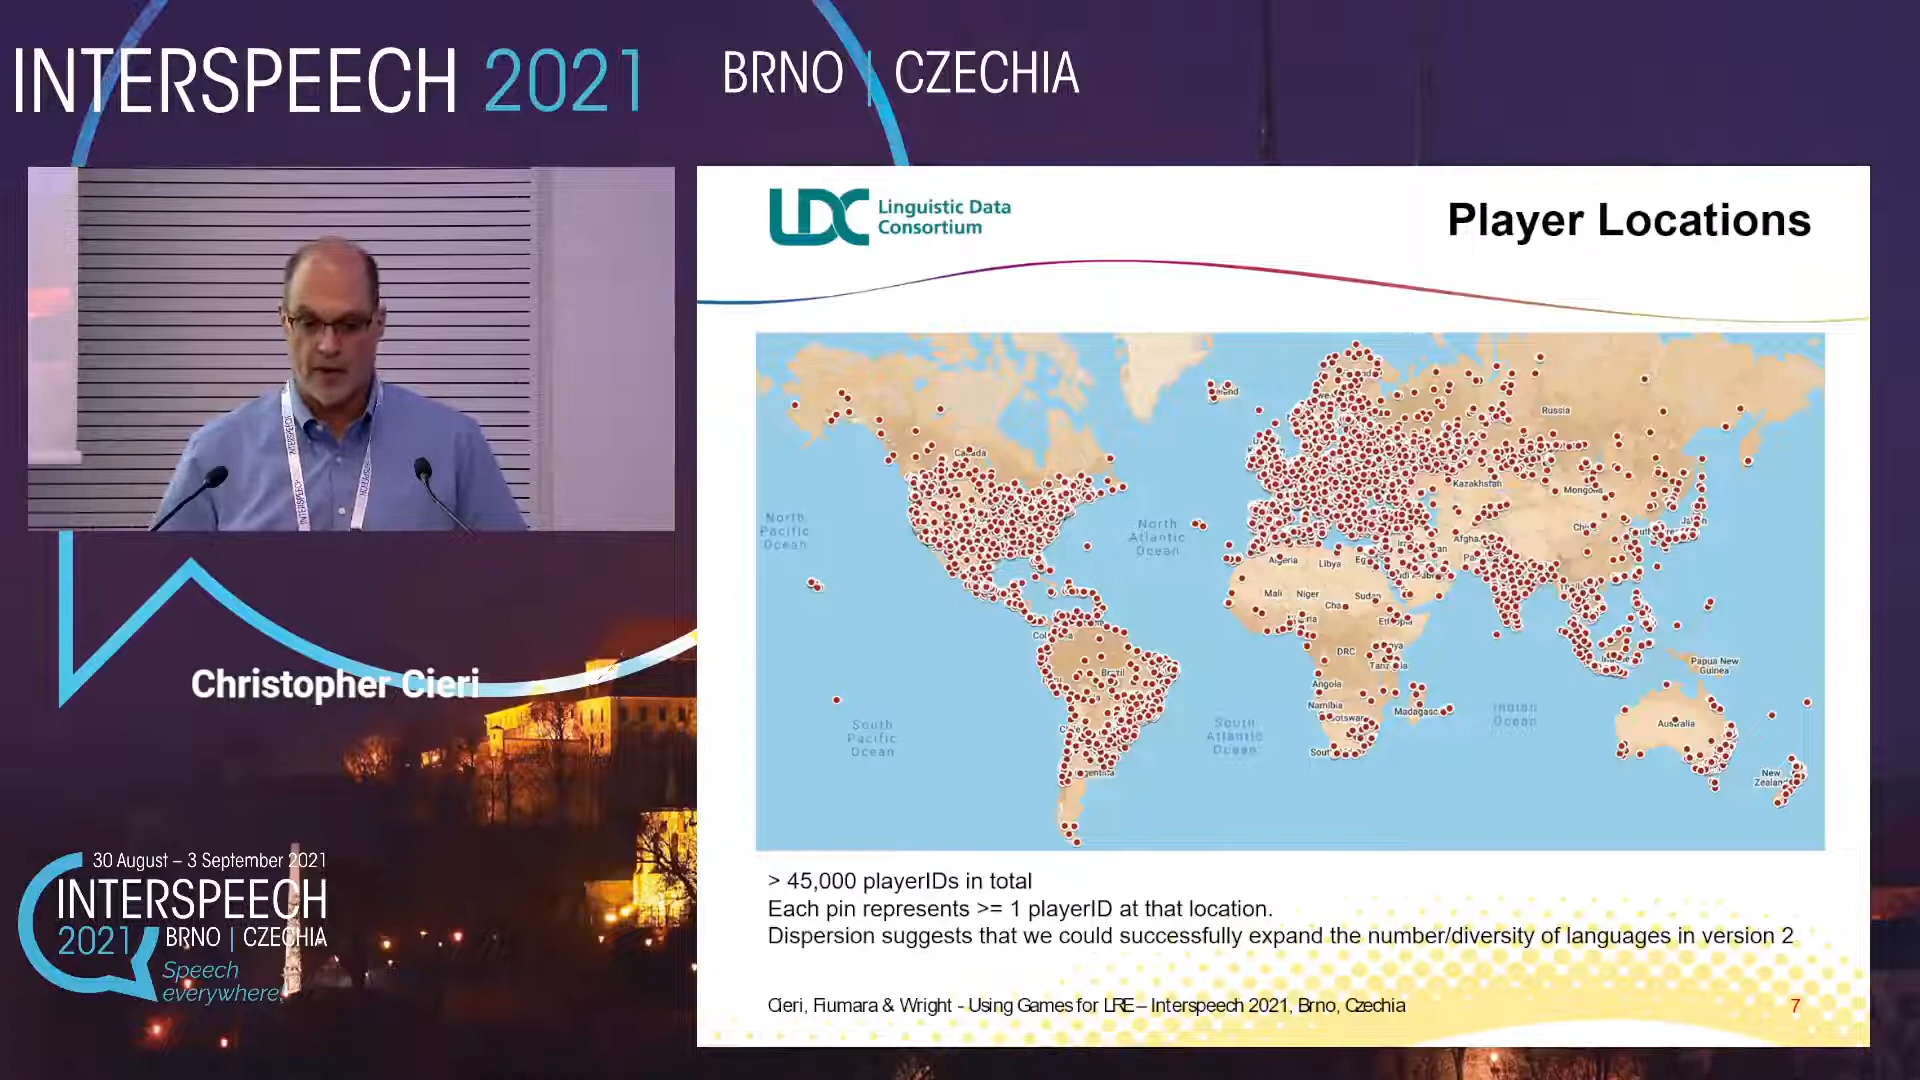 INTERSPEECH 2021
BRNO | CZECHIA
Christopher Cieri
30 August – 3 September 2021
INTERSPEECH
2021 BRNO | CZECHIA
Speech
everywhere!
LDC Linguistic Data
Consortium
Player Locations
Canada
Russia
Kazakhstan
North
Pacific
Ocean
North
Atlantic
Ocean
Algeria
Libya
Mali
Niger
DRC
Angola
Namibia
Brazil
Papua New
Guinea
Australia
New
Zealand
South
Pacific
Ocean
South
Atlantic
Ocean
Indian
Ocean
> 45,000 playerIDs in total
Each pin represents >= 1 playerID at that location.
Dispersion suggests that we could successfully expand the number/diversity of languages in version 2
Cieri, Fiumara & Wright - Using Games for LRE – Interspeech 2021, Brno, Czechia
7